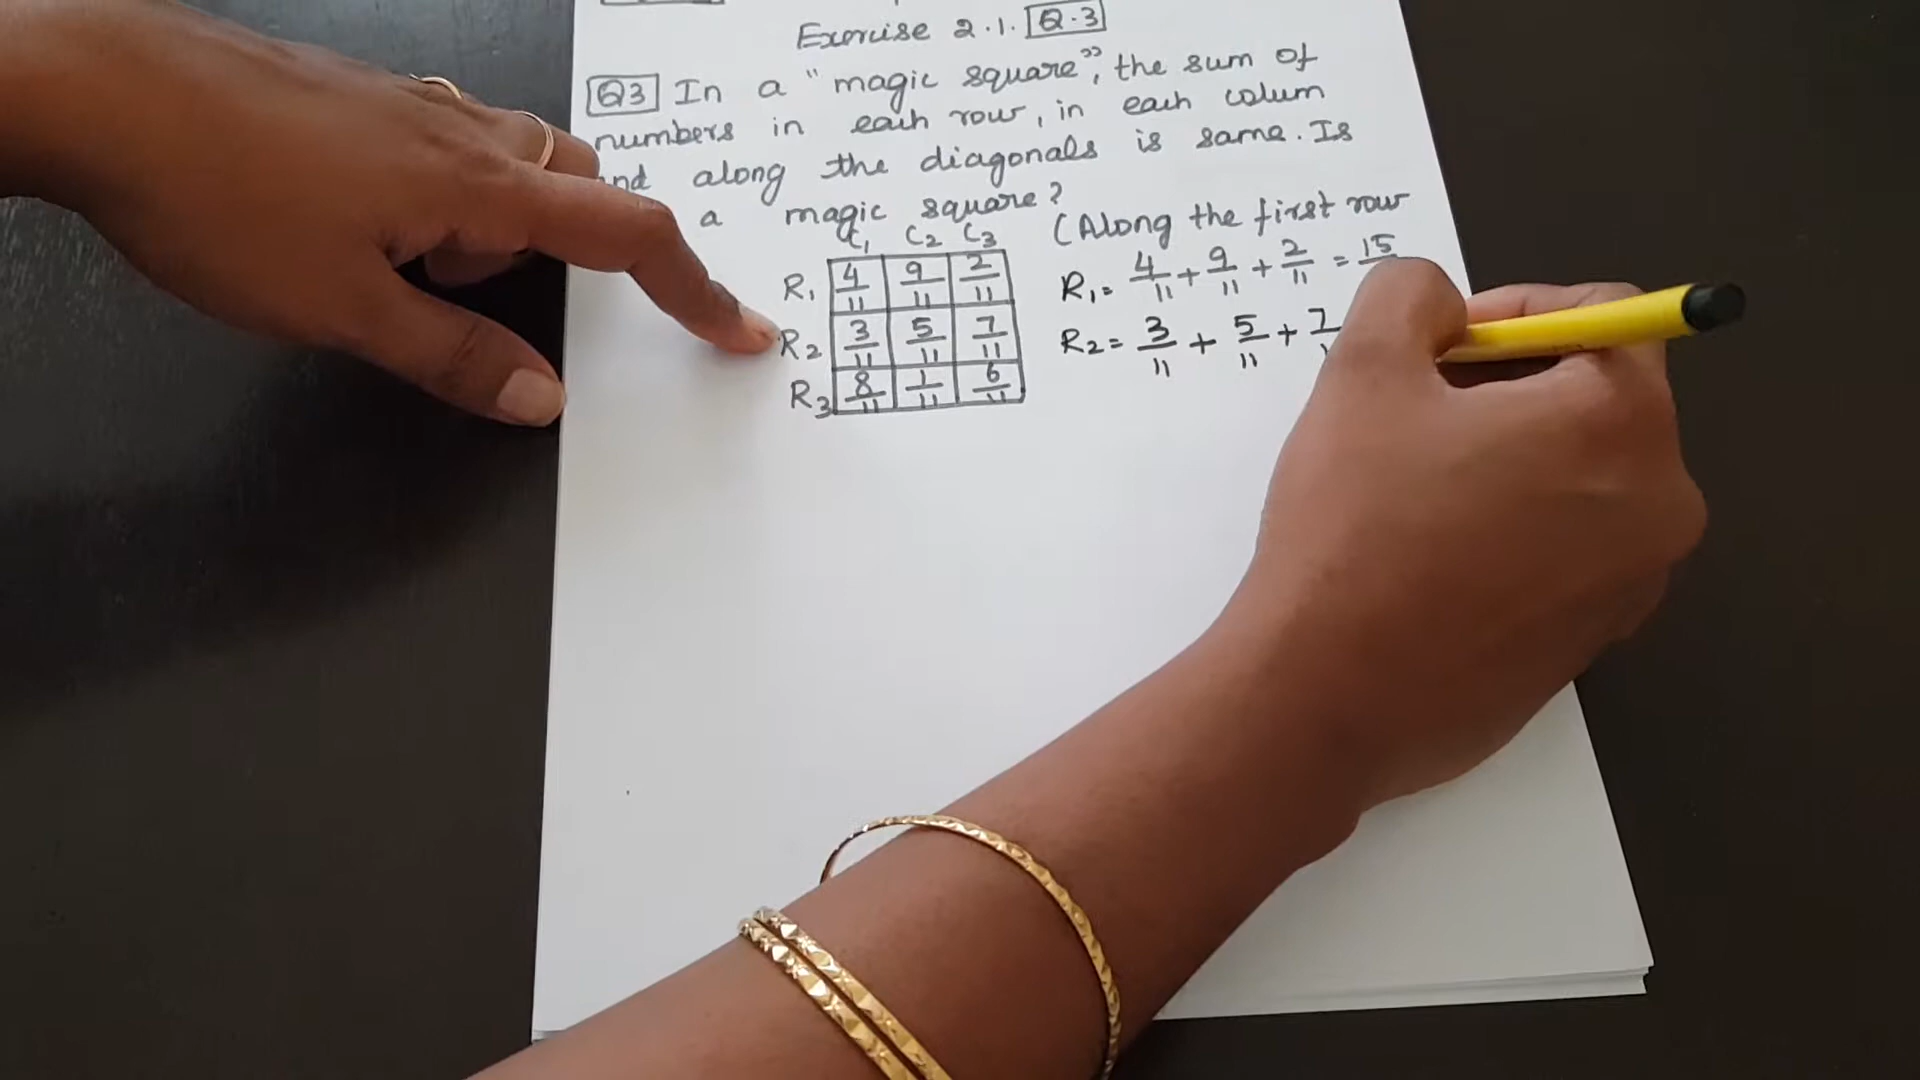 Exercise 2.1. Q.3
Q3 In a "magic square", the sum of
numbers in each row, in each colum
and along the diagonals is same. Is
a magic square?
C1 C2 C3
R1 4/11 9/11 2/11
R2 3/11 5/11 7/11
R3 8/11 1/11 6/11
(Along the first row
R1= 4/11 + 9/11 + 2/11 = 15
R2= 3/11 + 5/11 + 7